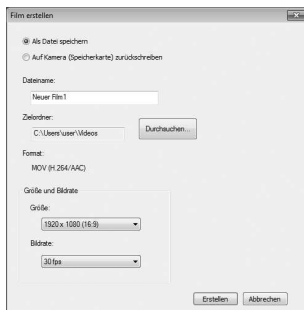 Film erstellen
Als Datei speichern
Auf Kamera (Speicherkarte) zurückschreiben
Dateiname:
Neuer Film1
Zielordner:
C:\Users\user\Videos
Durchsuchen...
Format:
MOV (H.264/AAC)
Größe und Bildrate
Größe:
1920 x 1080 (16:9)
Bildrate:
30 fps
Erstellen
Abbrechen